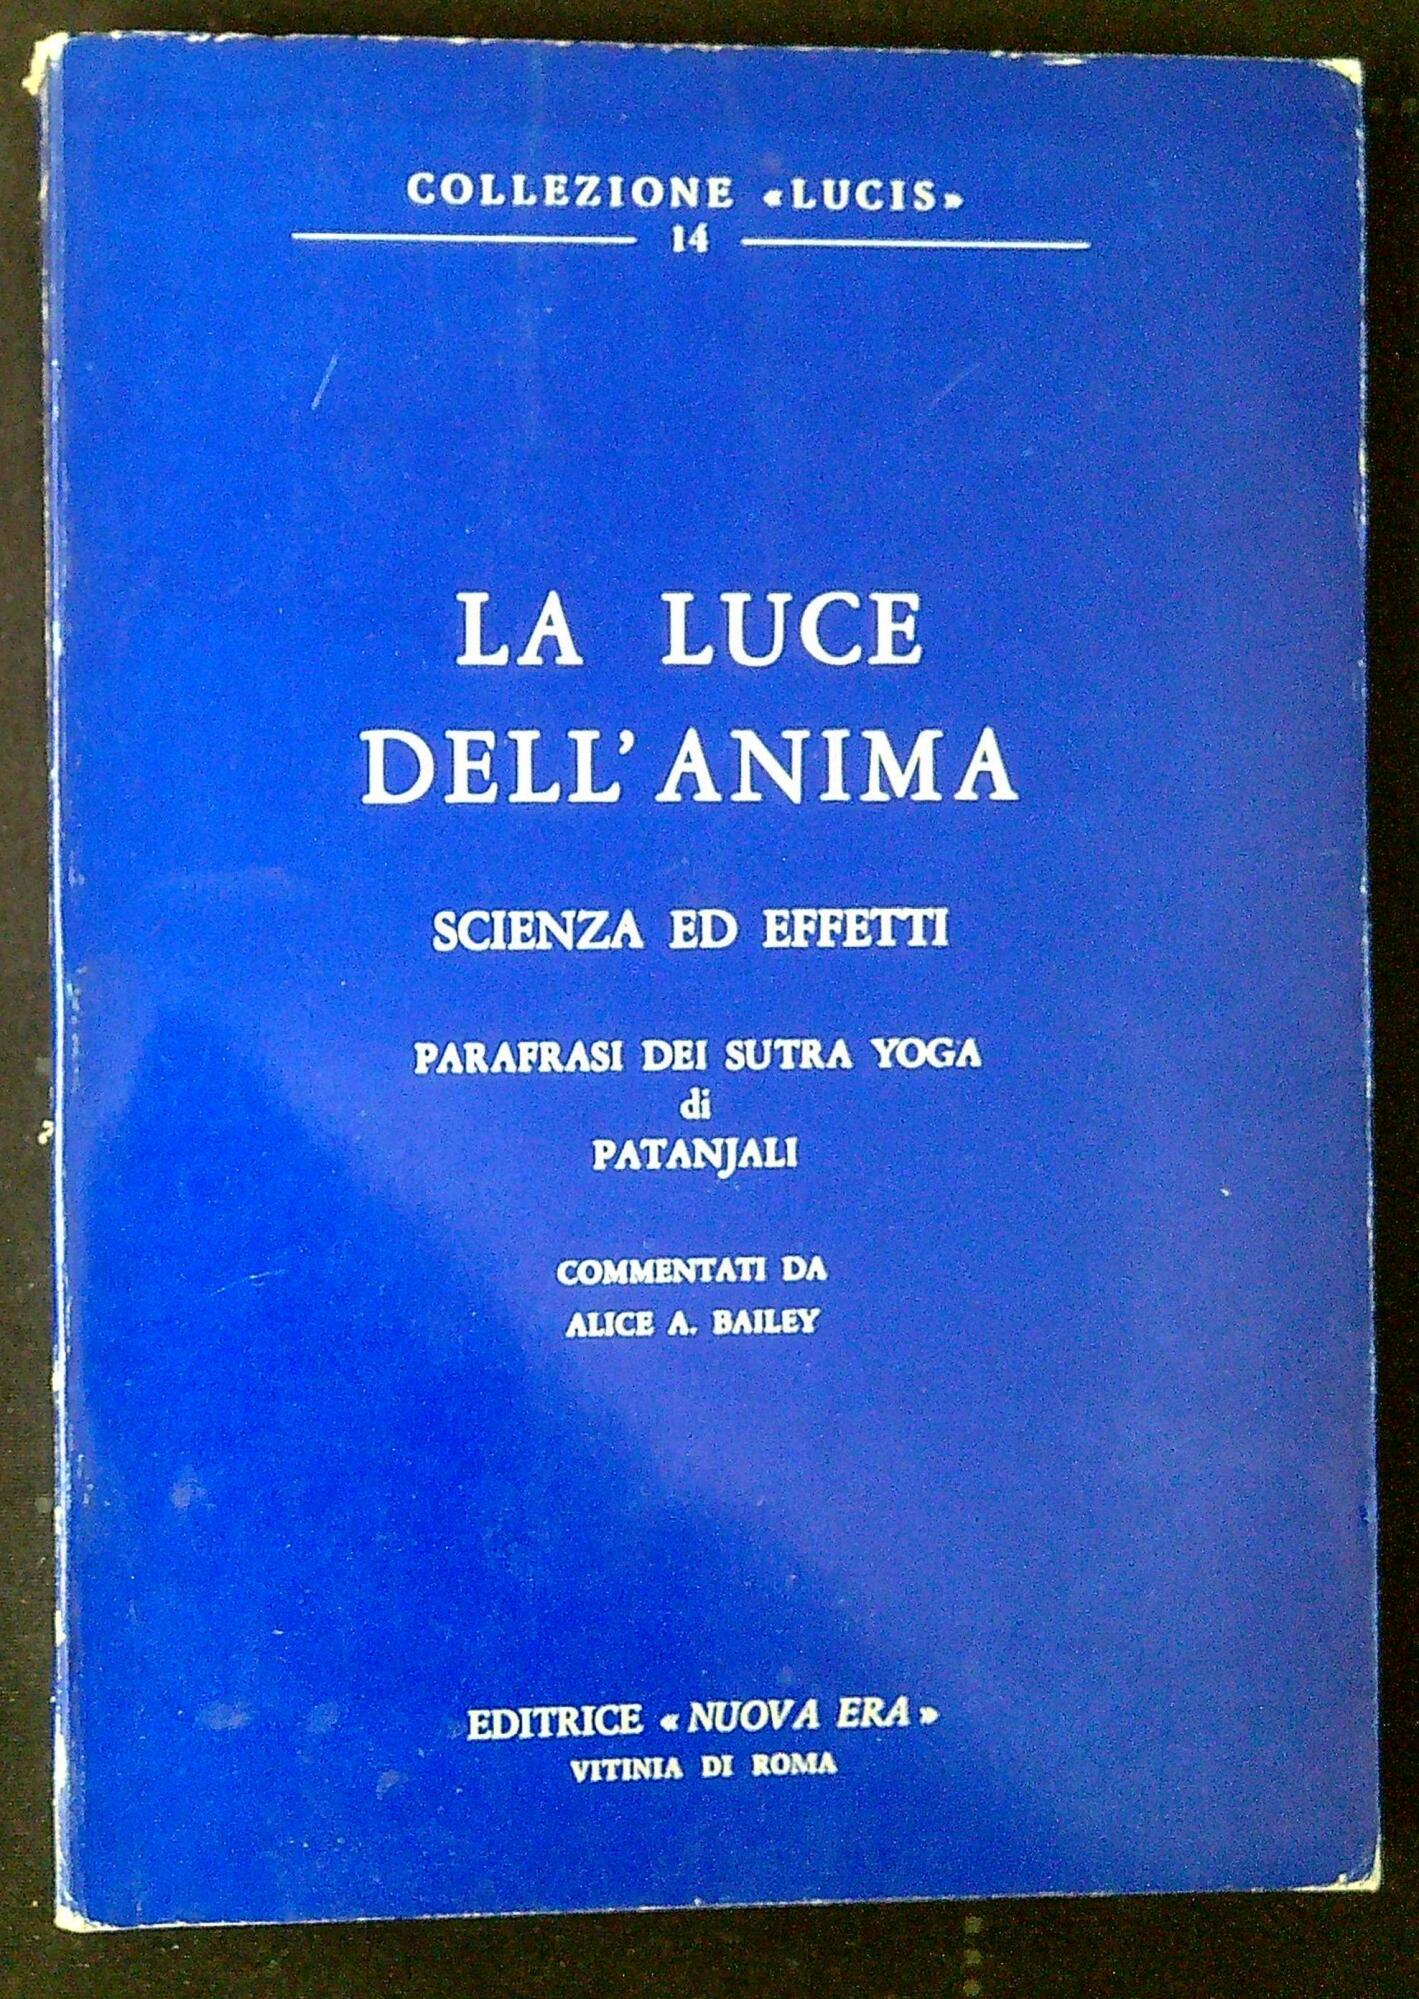 COLLEZIONE «LUCIS»
14
LA LUCE
DELL'ANIMA
SCIENZA ED EFFETTI
PARAFRASI DEI SUTRA YOGA
di
PATANJALI
COMMENTATI DA
ALICE A. BAILEY
EDITRICE «NUOVA ERA»
VITINIA DI ROMA